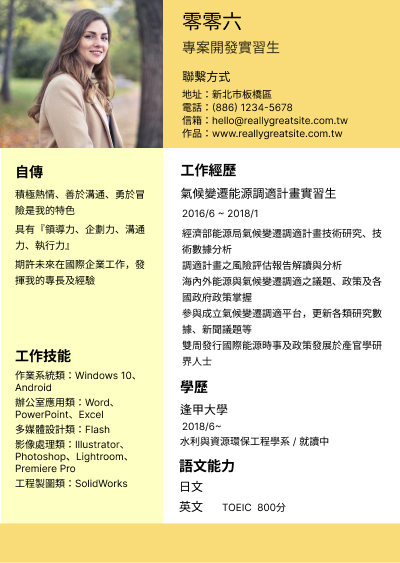 零零六
專案開發實習生
聯繫方式
地址：新北市板橋區
電話：(886) 1234-5678
信箱：hello@reallygreatsite.com.tw
作品：www.reallygreatsite.com.tw
自傳
積極熱情、善於溝通、勇於冒
險是我的特色
具有『領導力、企劃力、溝通
力、執行力』
期許未來在國際企業工作，發
揮我的專長及經驗
工作技能
作業系統類：Windows 10、
Android
辦公室應用類：Word、
PowerPoint、Excel
多媒體設計類：Flash
影像處理類：Illustrator、
Photoshop、Lightroom、
Premiere Pro
工程製圖類：SolidWorks
工作經歷
氣候變遷能源調適計畫實習生
2016/6 ~ 2018/1
經濟部能源局氣候變遷調適計畫技術研究、技
術數據分析
調適計畫之風險評估報告解讀與分析
海內外能源與氣候變遷調適之議題、政策及各
國政府政策掌握
參與成立氣候變遷調適平台，更新各類研究數
據、新聞議題等
雙周發行國際能源時事及政策發展於產官學研
界人士
學歷
逢甲大學
2018/6~
水利與資源環保工程學系 / 就讀中
語文能力
日文
英文 TOEIC 800分